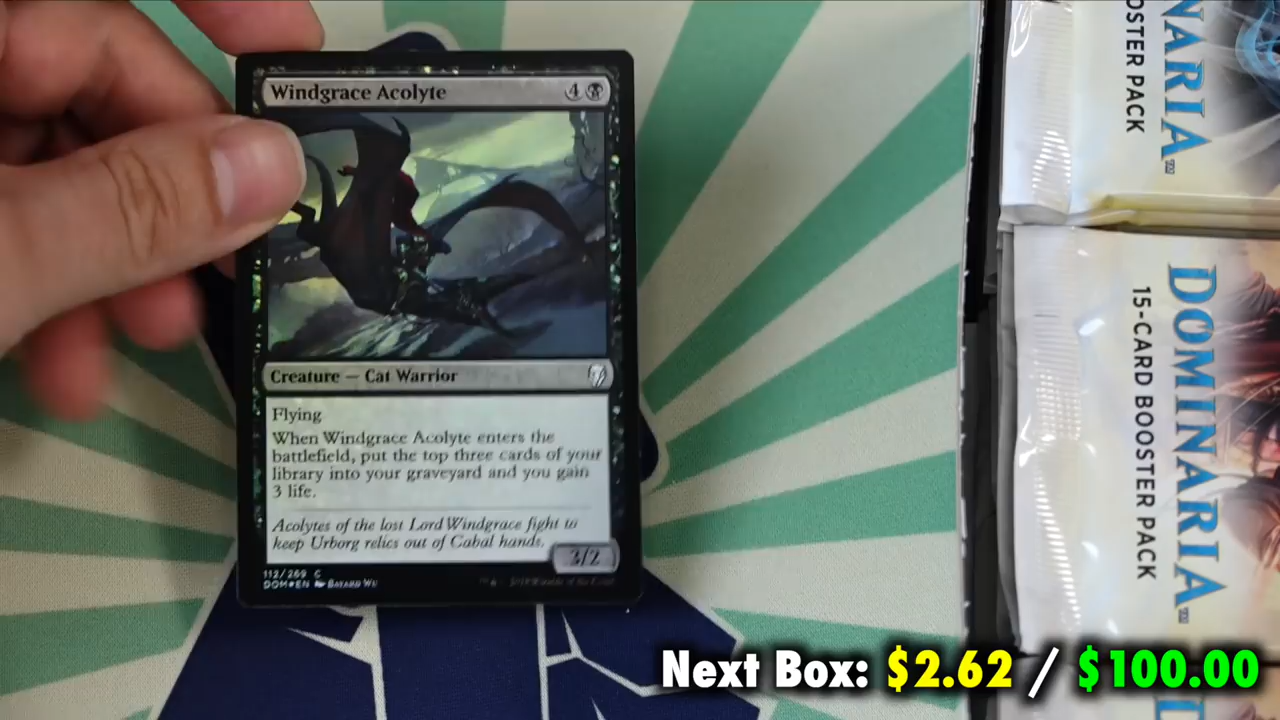 Windgrace Acolyte 4
Creature — Cat Warrior
Flying
When Windgrace Acolyte enters the
battlefield, put the top three cards of your
library into your graveyard and you gain
3 life.
Acolytes of the lost Lord Windgrace fight to
keep Urborg relics out of Cabal hands.
3/2
112/269 C
DOM★EN Bayard Wu
NARIA™
OSTER PACK
DOMINARIA™
15-CARD BOOSTER PACK
Next Box: $2.62 / $100.00